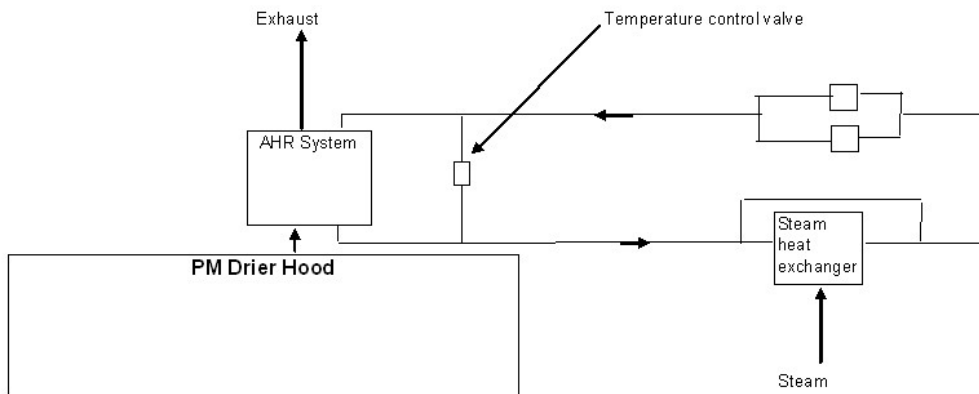 Exhaust
Temperature control valve
AHR System
PM Drier Hood
Steam
heat
exchanger
Steam